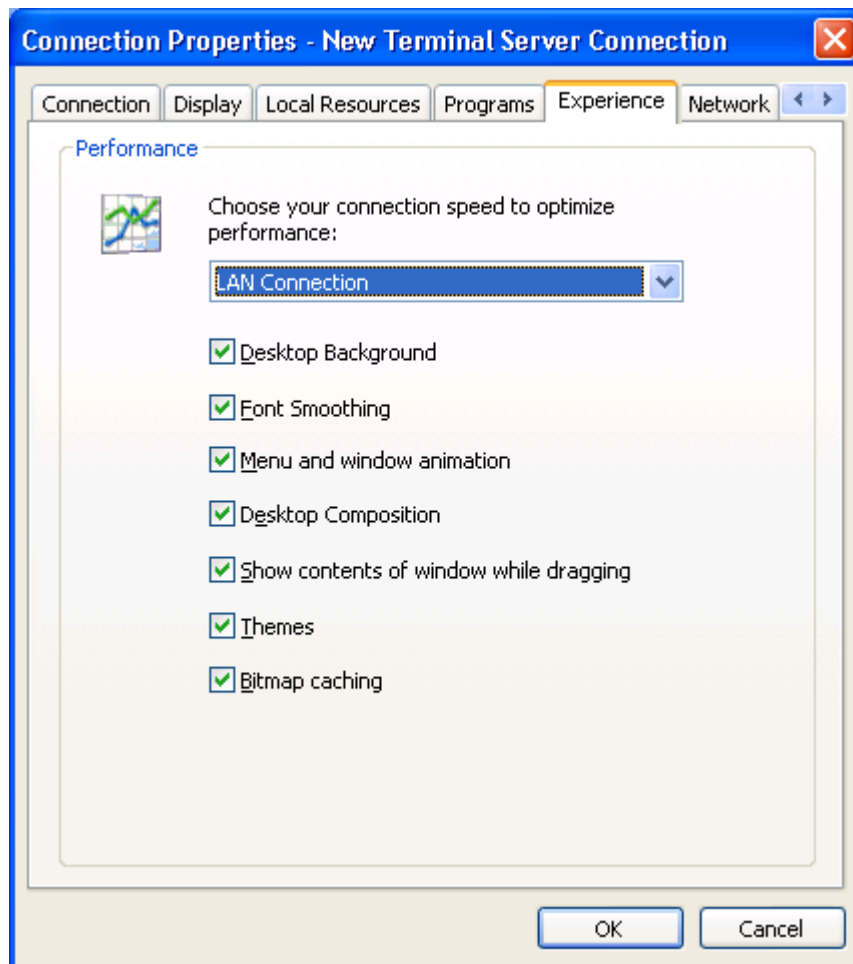 Connection Properties - New Terminal Server Connection
Connection Display Local Resources Programs Experience Network
Performance
Choose your connection speed to optimize
performance:
LAN Connection
Desktop Background
Font Smoothing
Menu and window animation
Desktop Composition
Show contents of window while dragging
Themes
Bitmap caching
OK Cancel